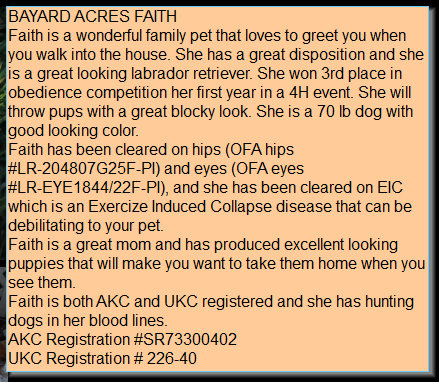 BAYARD ACRES FAITH
Faith is a wonderful family pet that loves to greet you when
you walk into the house. She has a great disposition and she
is a great looking labrador retriever. She won 3rd place in
obedience competition her first year in a 4H event. She will
throw pups with a great blocky look. She is a 70 lb dog with
good looking color.
Faith has been cleared on hips (OFA hips
#LR-204807G25F-PI) and eyes (OFA eyes
#LR-EYE1844/22F-PI), and she has been cleared on EIC
which is an Exercize Induced Collapse disease that can be
debilitating to your pet.
Faith is a great mom and has produced excellent looking
puppies that will make you want to take them home when you
see them.
Faith is both AKC and UKC registered and she has hunting
dogs in her blood lines.
AKC Registration #SR73300402
UKC Registration # 226-40